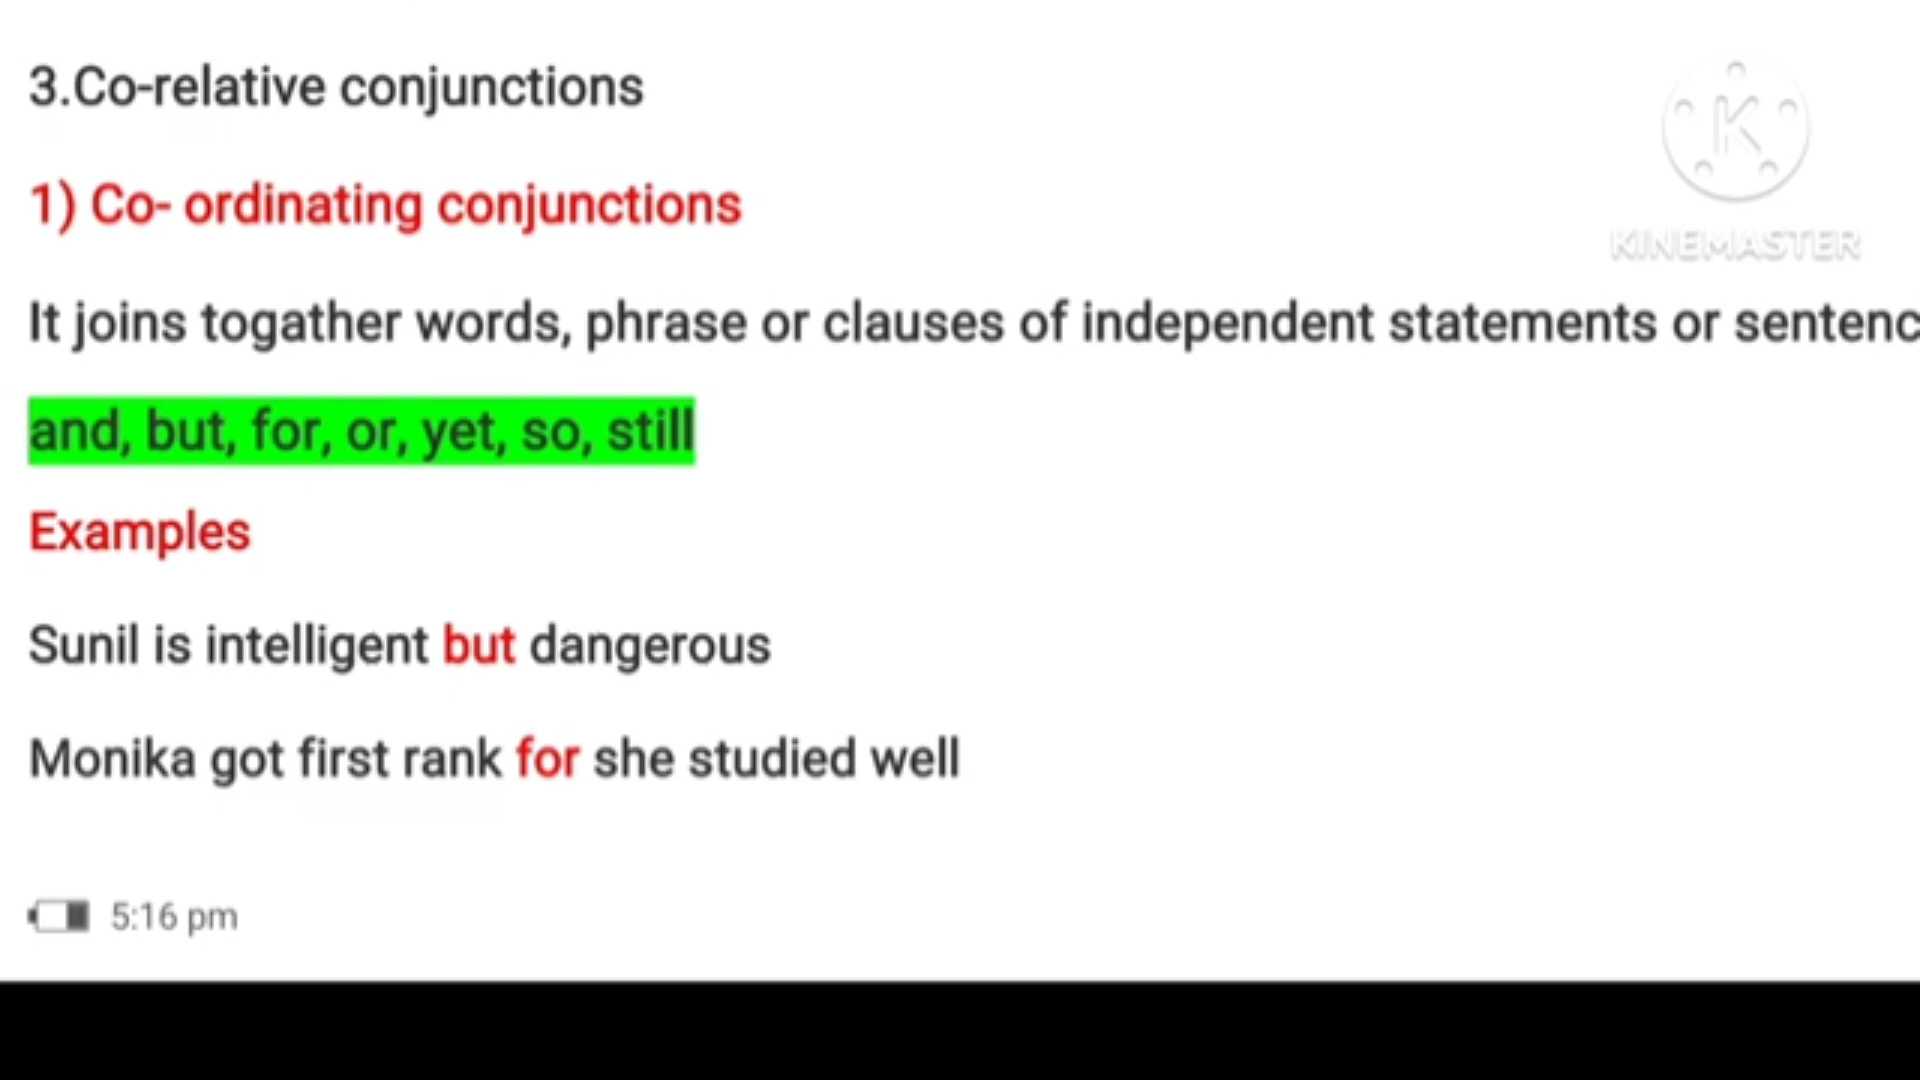 3.Co-relative conjunctions
K
KINEMASTER
1) Co- ordinating conjunctions
It joins togather words, phrase or clauses of independent statements or sentenc
and, but, for, or, yet, so, still
Examples
Sunil is intelligent but dangerous
Monika got first rank for she studied well
5:16 pm